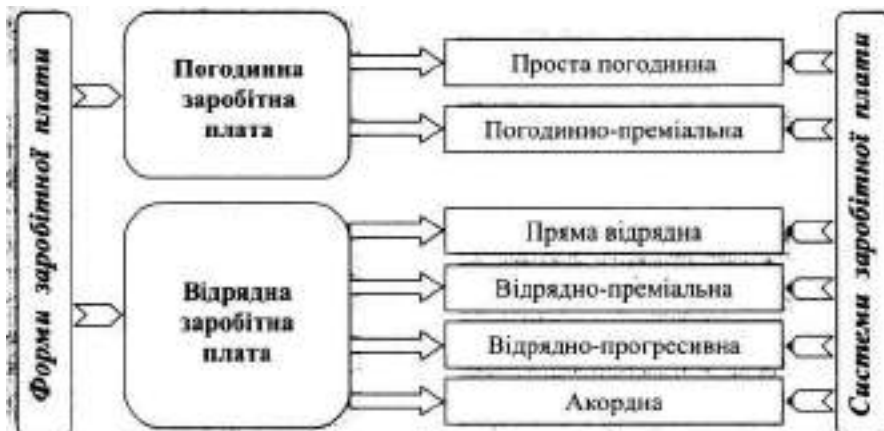 Форми заробітної плати
Погодинна
заробітна
плата
Проста погодинна
Погодинно-преміальна
Відрядна
заробітна
плата
Пряма відрядна
Відрядно-преміальна
Відрядно-прогресивна
Акордна
Системи заробітної плати